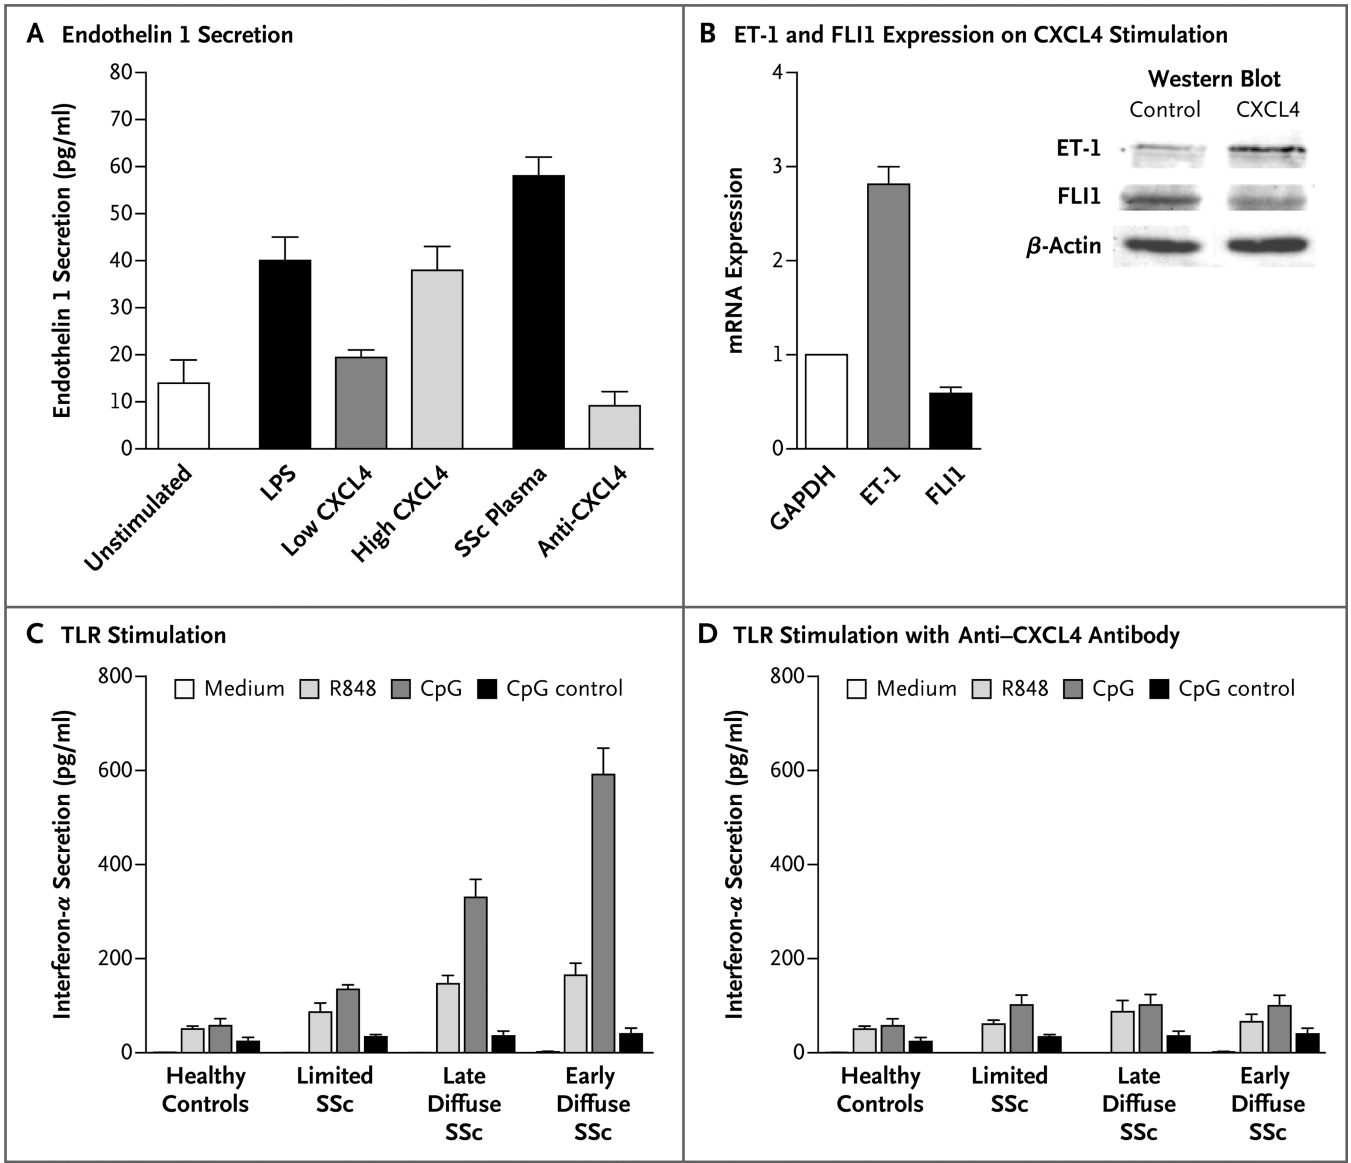 A Endothelin 1 Secretion
Endothelin 1 Secretion (pg/ml)
80
70
60
50
40
30
20
10
0
Unstimulated
LPS
Low CXCL4
High CXCL4
SSc Plasma
Anti-CXCL4
B ET-1 and FLI1 Expression on CXCL4 Stimulation
mRNA Expression
4
3
2
1
0
GAPDH
ET-1
FLI1
Western Blot
Control CXCL4
ET-1
FLI1
β-Actin
C TLR Stimulation
Interferon-α Secretion (pg/ml)
800
600
400
200
0
Medium R848 CpG CpG control
Healthy Controls
Limited SSc
Late Diffuse SSc
Early Diffuse SSc
D TLR Stimulation with Anti–CXCL4 Antibody
Interferon-α Secretion (pg/ml)
800
600
400
200
0
Medium R848 CpG CpG control
Healthy Controls
Limited SSc
Late Diffuse SSc
Early Diffuse SSc